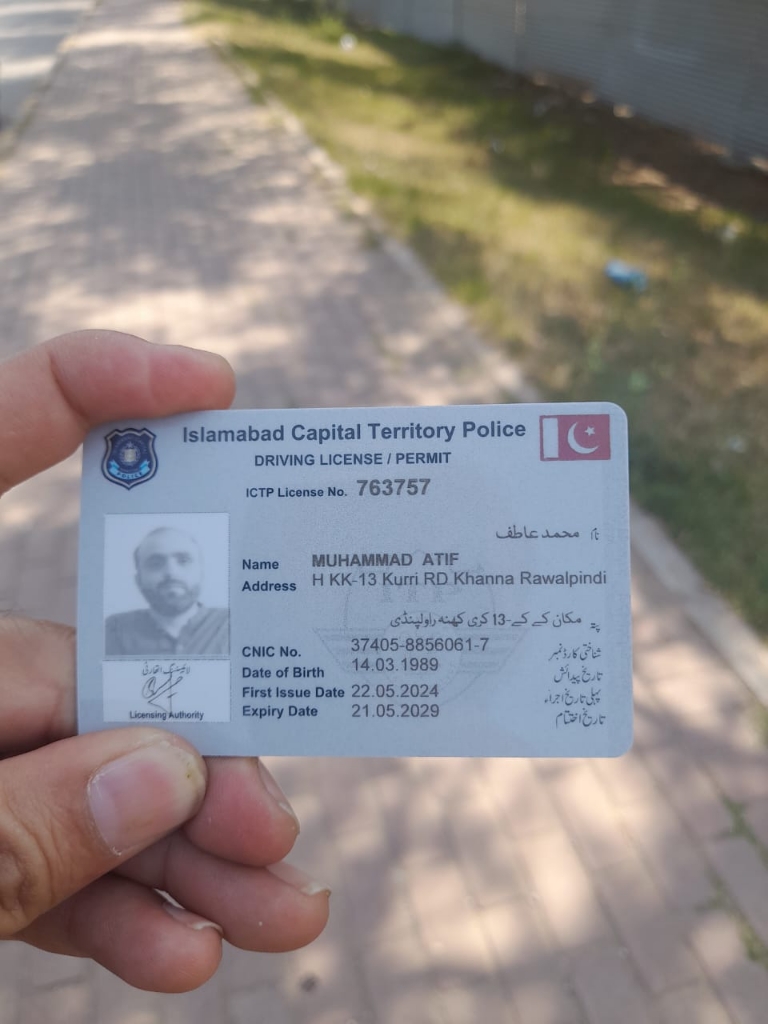 Islamabad Capital Territory Police
DRIVING LICENSE / PERMIT
ICTP License No. 763757
نام محمد عاطف
Name MUHAMMAD ATIF
Address H KK-13 Kurri RD Khanna Rawalpindi
پتہ مکان کے کے-13 کری کھنہ راولپنڈی
CNIC No. 37405-8856061-7 شناختی کارڈ نمبر
Date of Birth 14.03.1989 تاریخ پیدائش
First Issue Date 22.05.2024 پہلی تاریخ اجراء
Expiry Date 21.05.2029 تاریخ اختتام
لائسنسنگ اتھارٹی
Licensing Authority
POLICE